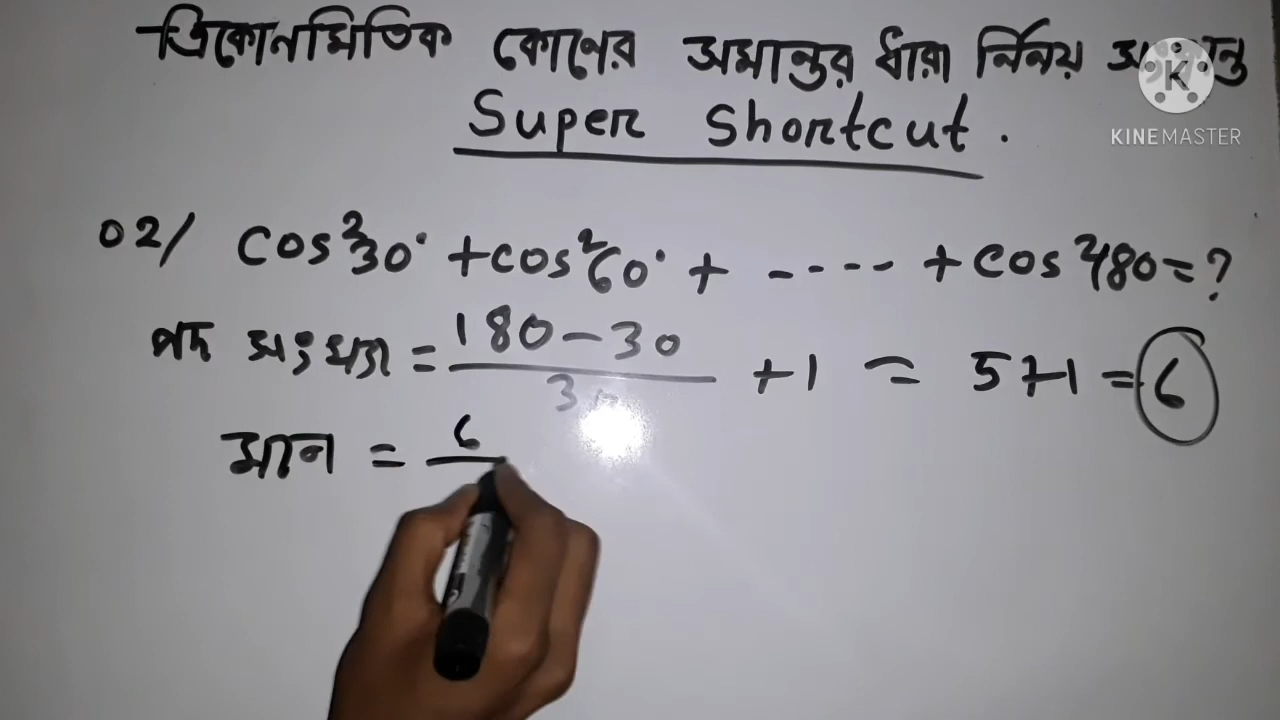 ত্রিকোনমিতিক কোণের সমান্তর ধারা নির্নয়
Super Shortcut.
KINEMASTER
02/ cos²30° + cos²60° + ----- + cos²180 = ?
পদ সংখ্যা = 180 - 30 / 30 + 1 = 5+1 = 6
মান = 6